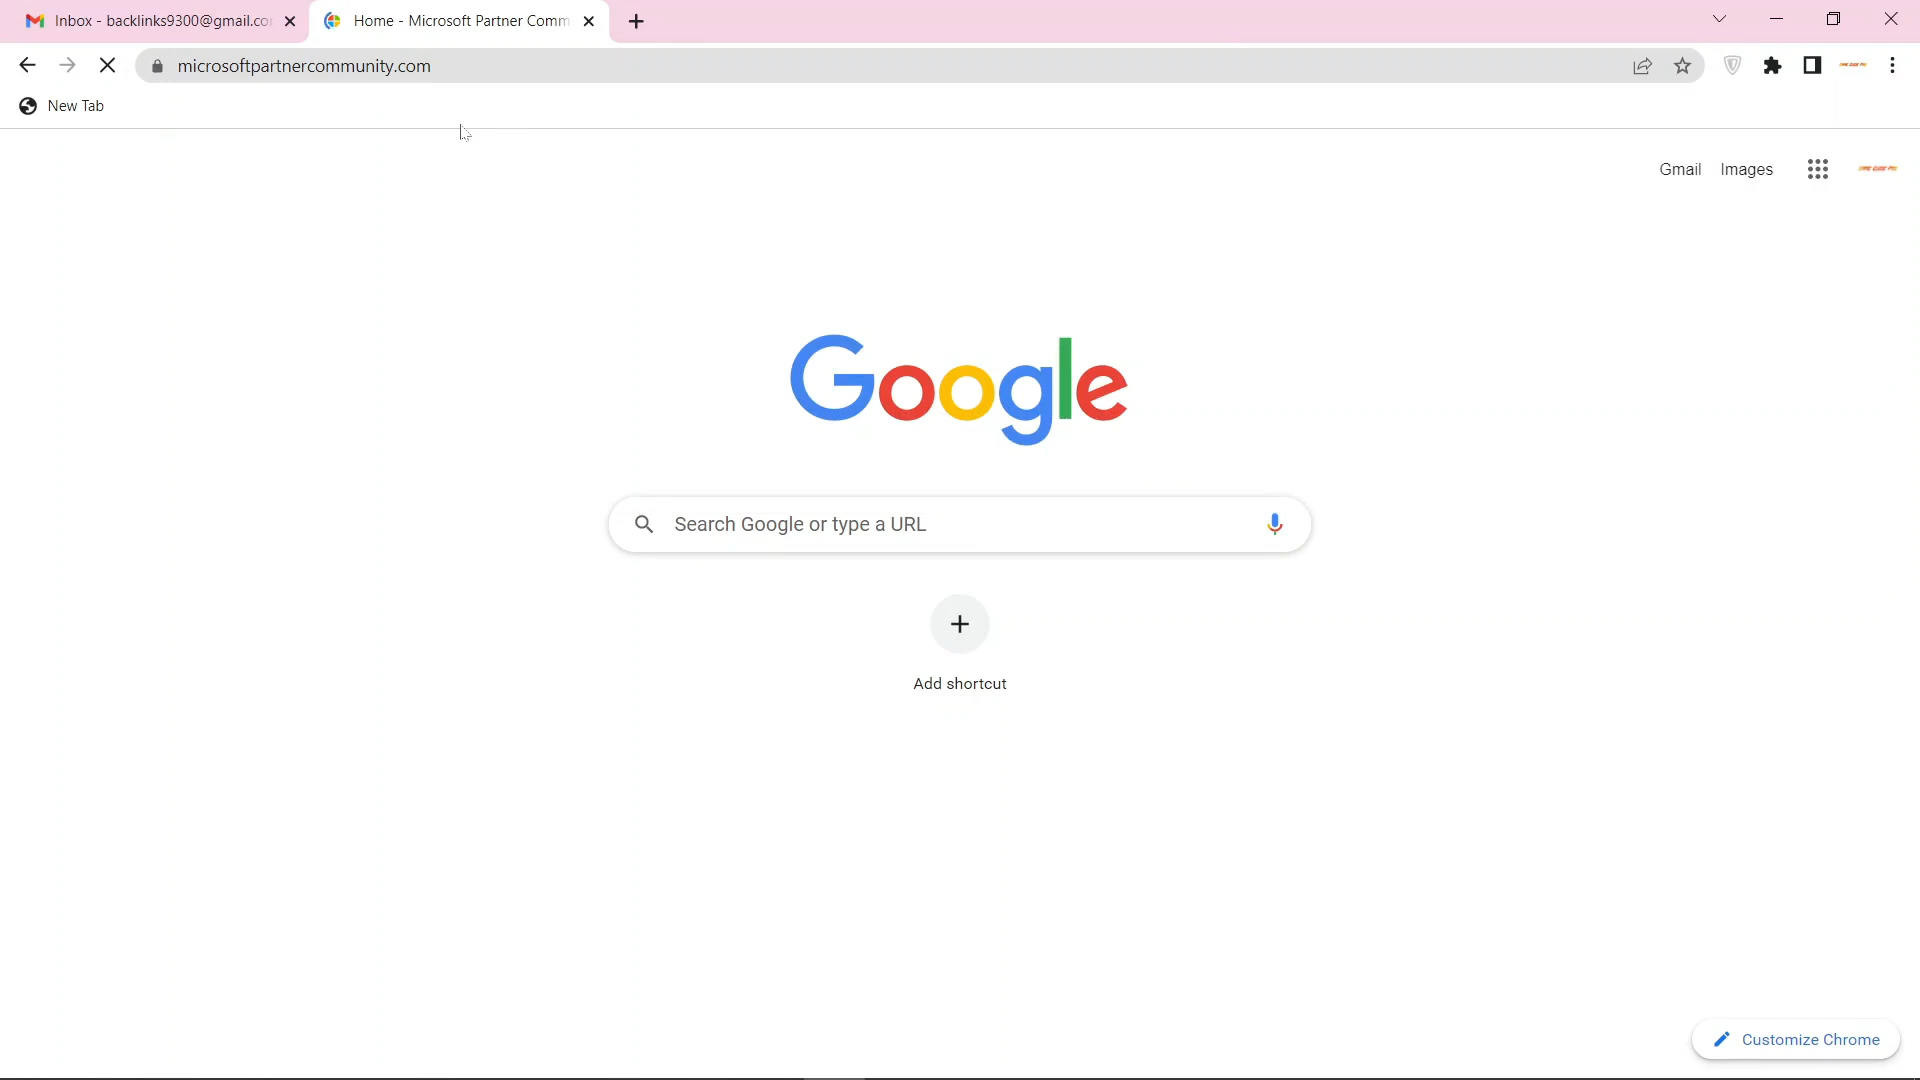 Inbox - backlinks9300@gmail.co
Home - Microsoft Partner Comm
microsoftpartnercommunity.com
New Tab
Gmail Images
Google
Search Google or type a URL
Add shortcut
Customize Chrome